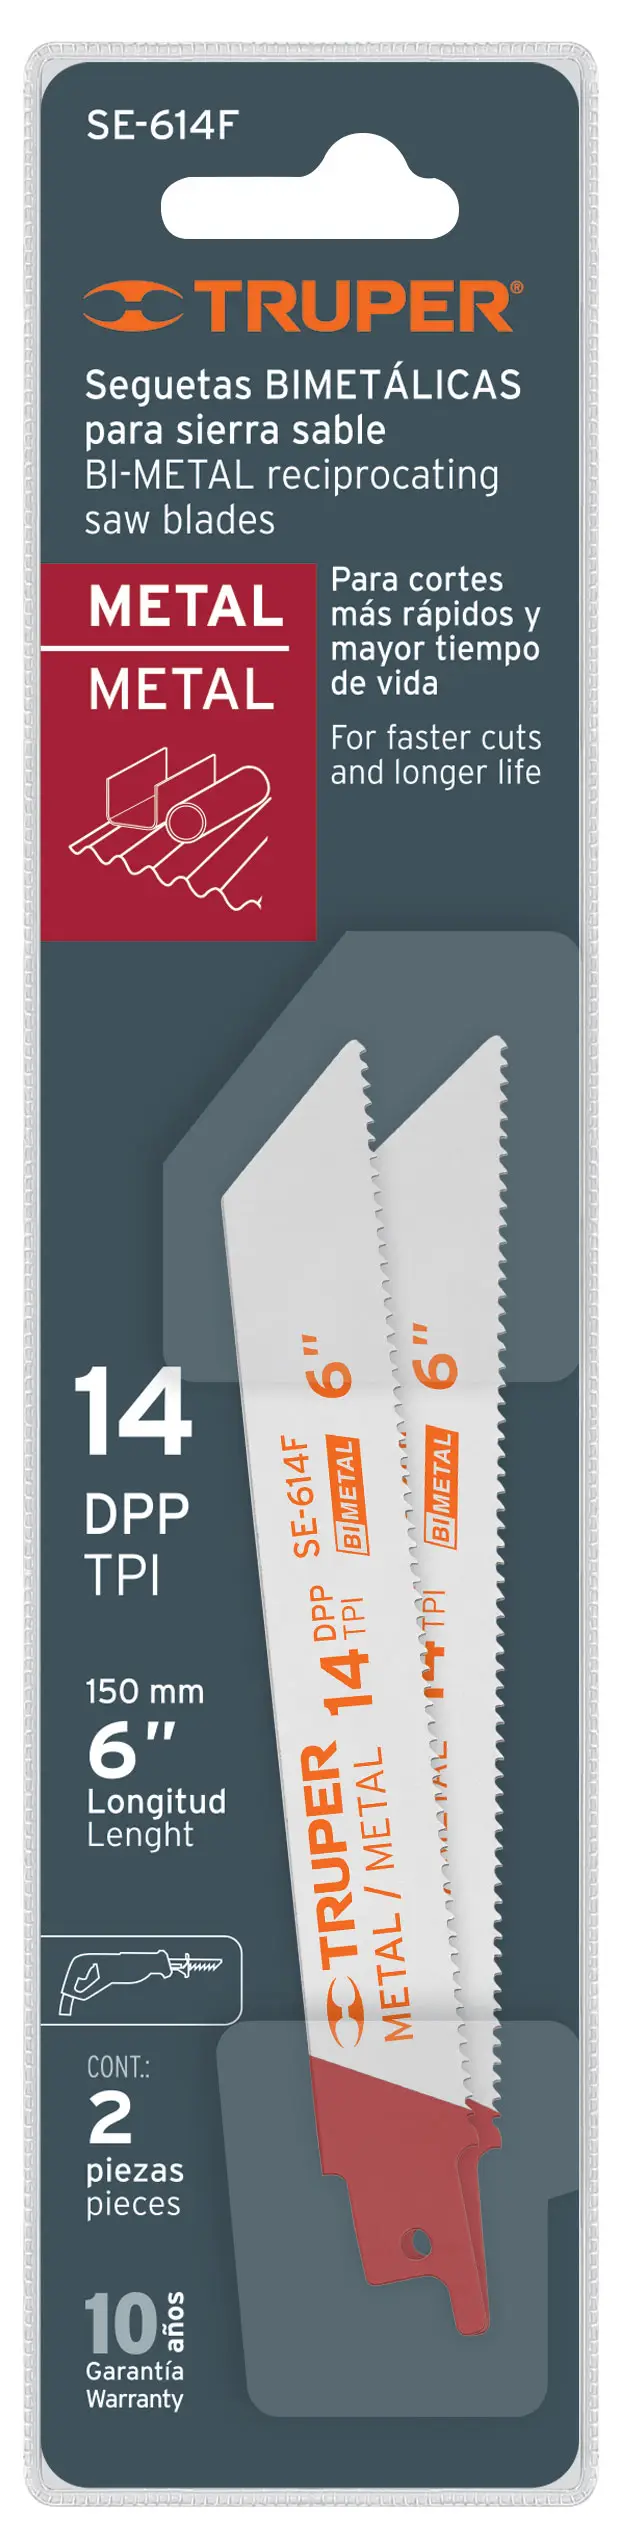 SE-614F
TRUPER®
Seguetas BIMETÁLICAS
para sierra sable
BI-METAL reciprocating
saw blades
METAL
METAL
Para cortes
más rápidos y
mayor tiempo
de vida
For faster cuts
and longer life
14
DPP
TPI
150 mm
6"
Longitud
Lenght
CONT.:
2
piezas
pieces
10 años
Garantía
Warranty
TRUPER 14 DPP TPI SE-614F 6"
METAL / METAL BIMETAL
METAL 14 TPI BIMETAL 6"